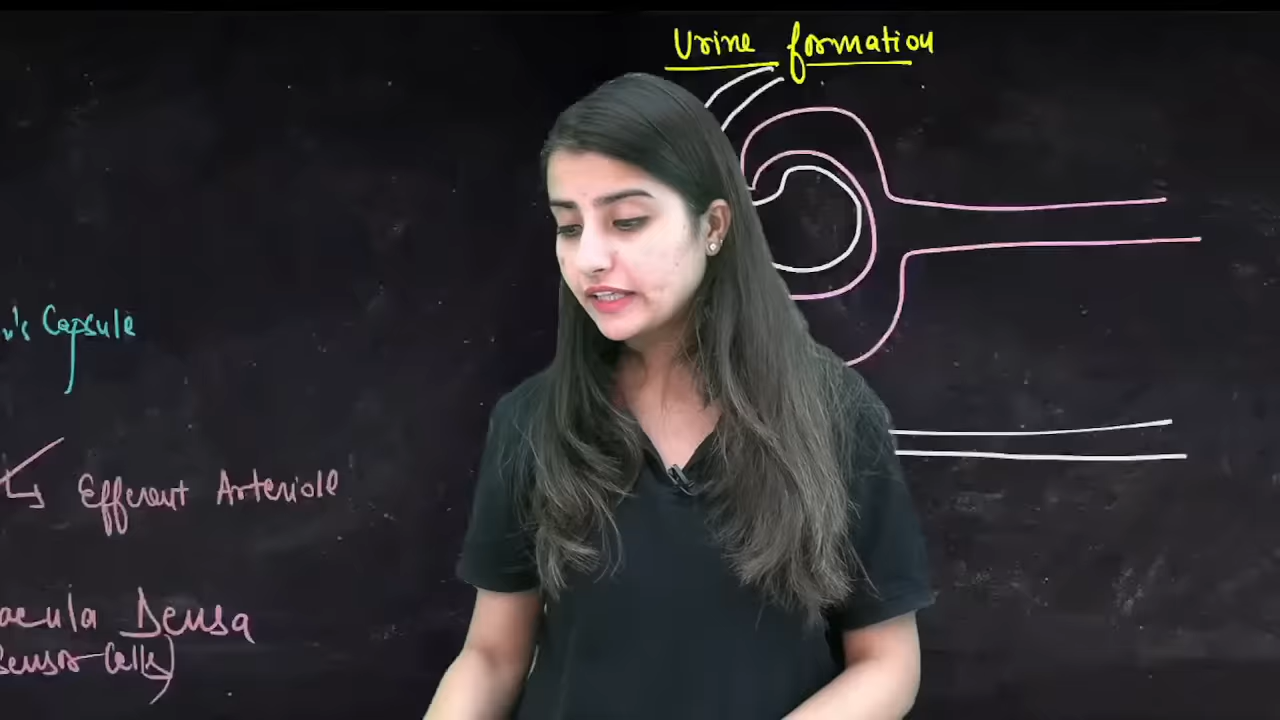 Urine formation
's Capsule
Efferent Arteriole
acula Densa
Sensor Cells)